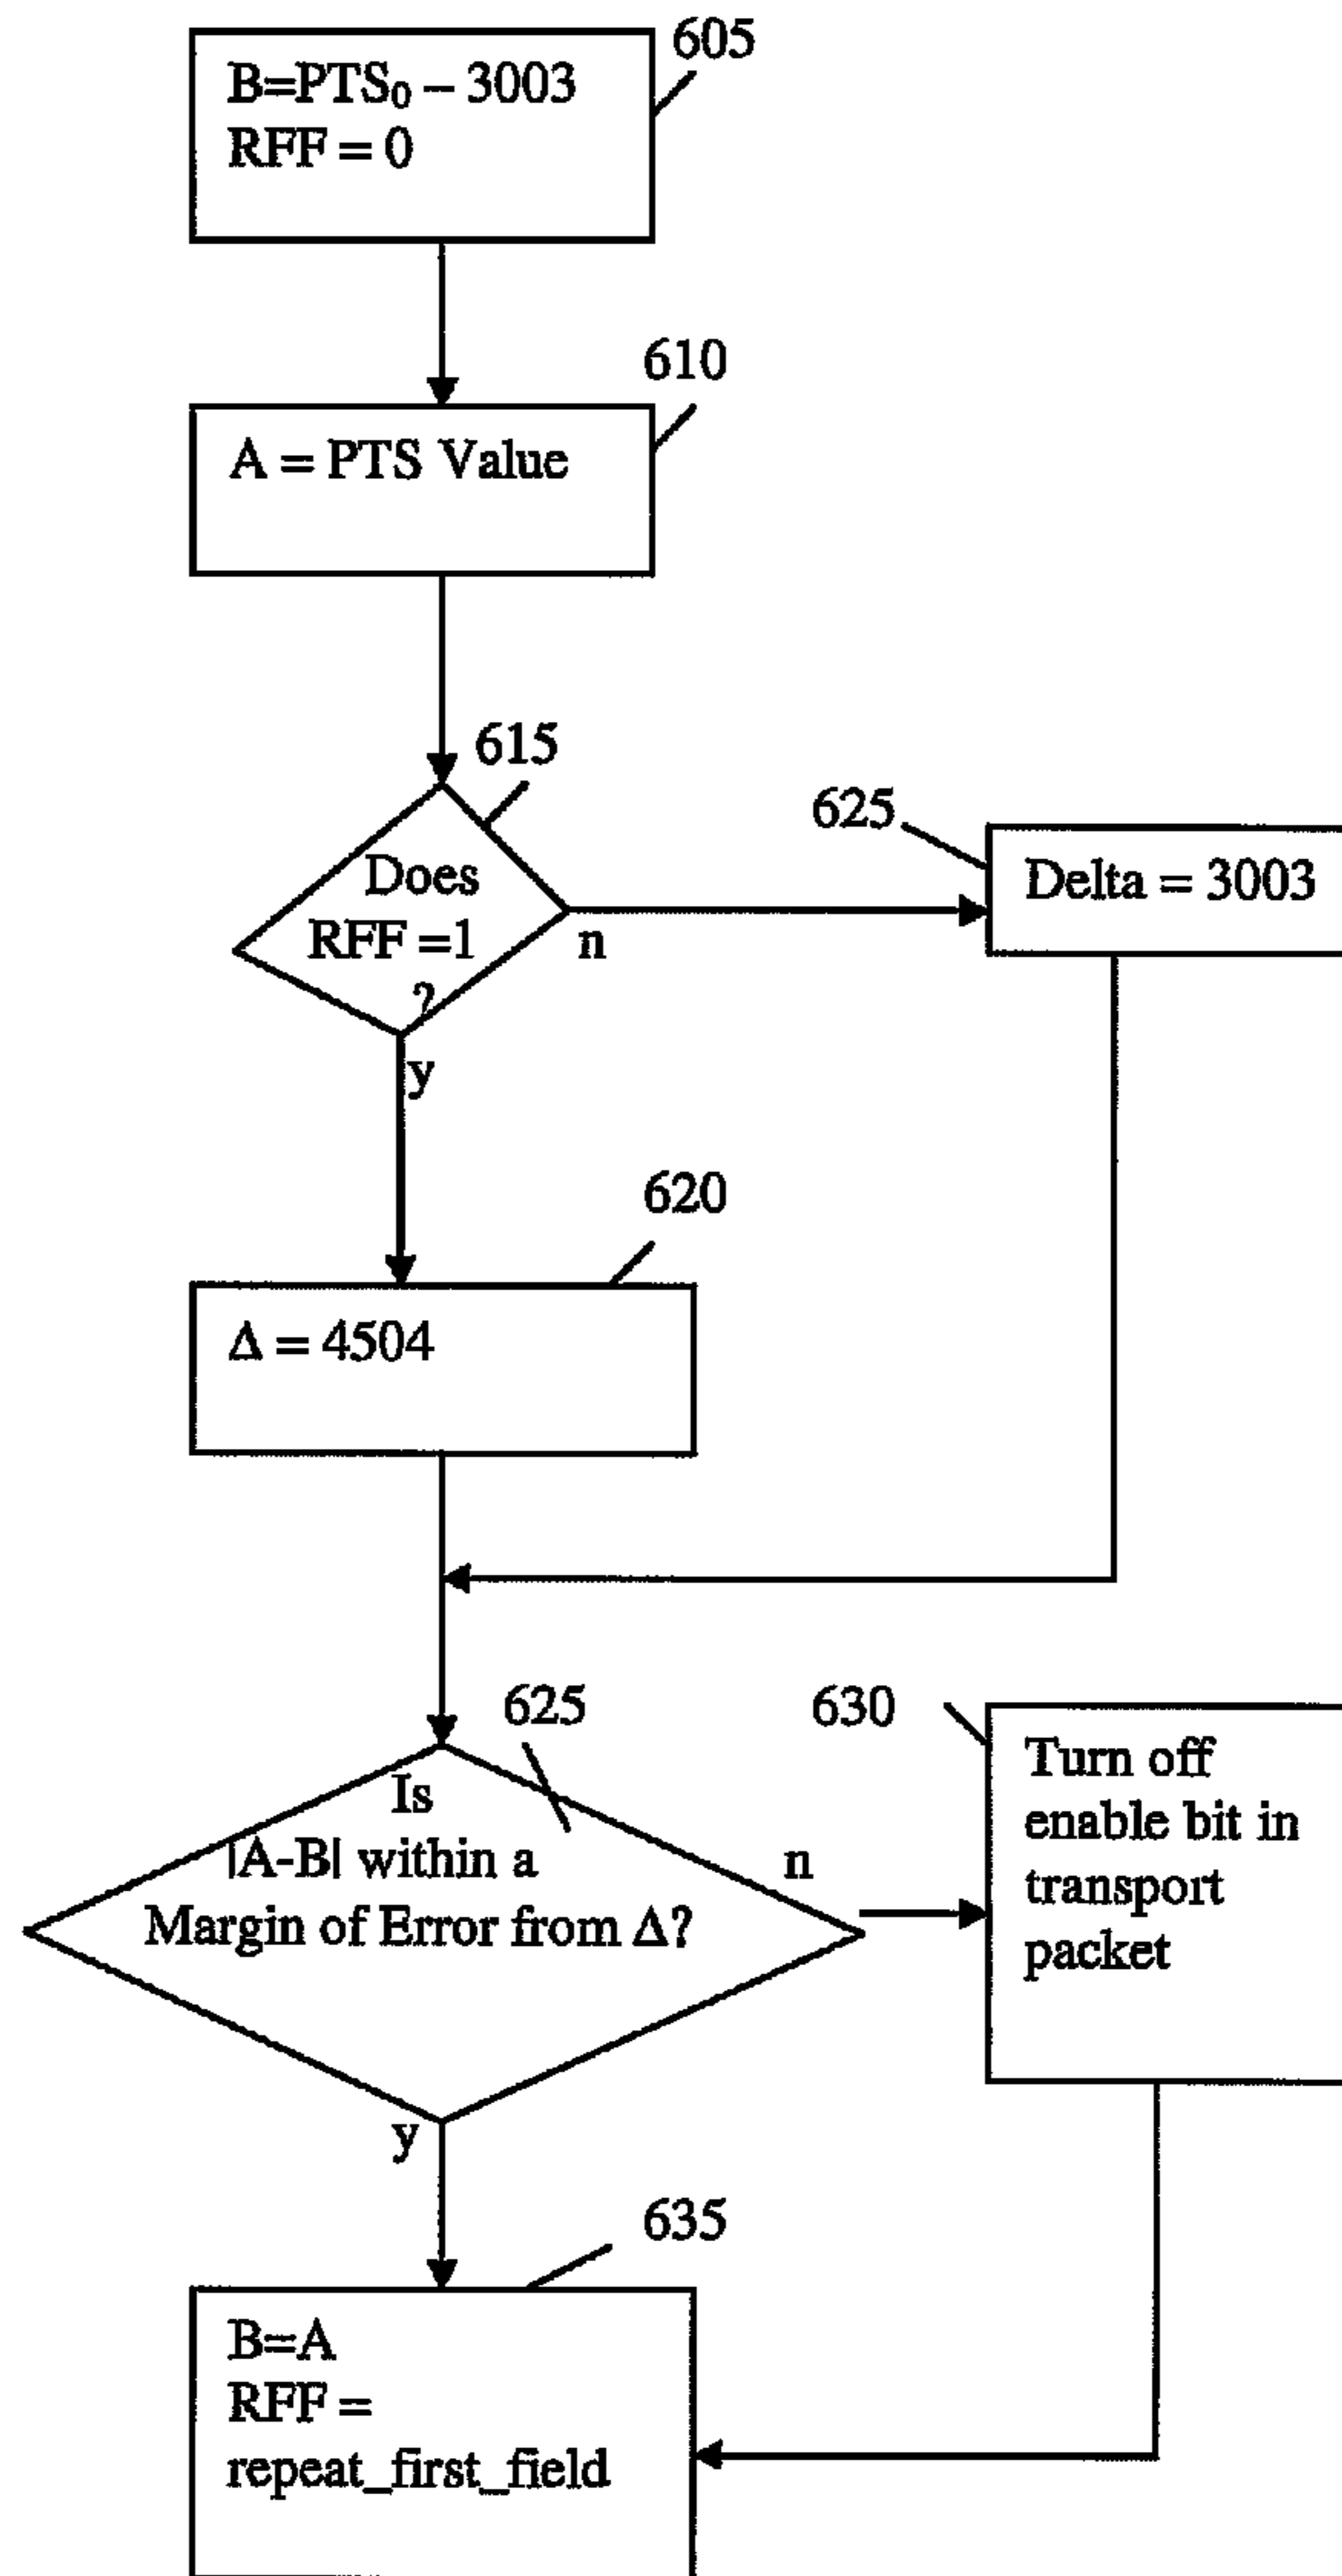 605
B=PTS₀ – 3003
RFF = 0
610
A = PTS Value
615
Does
RFF =1
?
n
y
625
Delta = 3003
620
Δ = 4504
625
Is
|A-B| within a
Margin of Error from Δ?
n
y
630
Turn off
enable bit in
transport
packet
635
B=A
RFF =
repeat_first_field